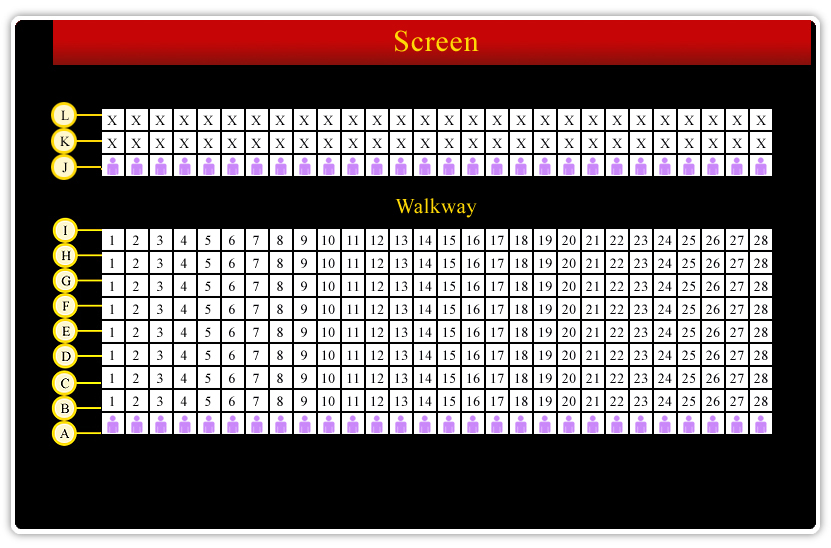 Screen
L X X X X X X X X X X X X X X X X X X X X X X X X X X X X
K X X X X X X X X X X X X X X X X X X X X X X X X X X X X
J
Walkway
I 1 2 3 4 5 6 7 8 9 10 11 12 13 14 15 16 17 18 19 20 21 22 23 24 25 26 27 28
H 1 2 3 4 5 6 7 8 9 10 11 12 13 14 15 16 17 18 19 20 21 22 23 24 25 26 27 28
G 1 2 3 4 5 6 7 8 9 10 11 12 13 14 15 16 17 18 19 20 21 22 23 24 25 26 27 28
F 1 2 3 4 5 6 7 8 9 10 11 12 13 14 15 16 17 18 19 20 21 22 23 24 25 26 27 28
E 1 2 3 4 5 6 7 8 9 10 11 12 13 14 15 16 17 18 19 20 21 22 23 24 25 26 27 28
D 1 2 3 4 5 6 7 8 9 10 11 12 13 14 15 16 17 18 19 20 21 22 23 24 25 26 27 28
C 1 2 3 4 5 6 7 8 9 10 11 12 13 14 15 16 17 18 19 20 21 22 23 24 25 26 27 28
B 1 2 3 4 5 6 7 8 9 10 11 12 13 14 15 16 17 18 19 20 21 22 23 24 25 26 27 28
A